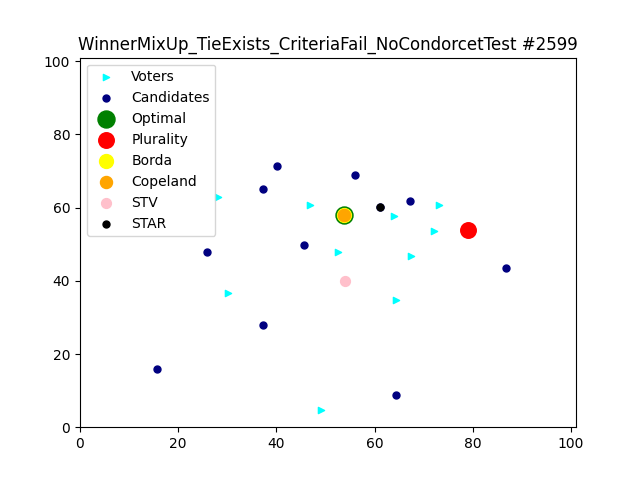 WinnerMixUp_TieExists_CriteriaFail_NoCondorcetTest #2599
100
80
60
40
20
0
Voters
Candidates
Optimal
Plurality
Borda
Copeland
STV
STAR
0 20 40 60 80 100